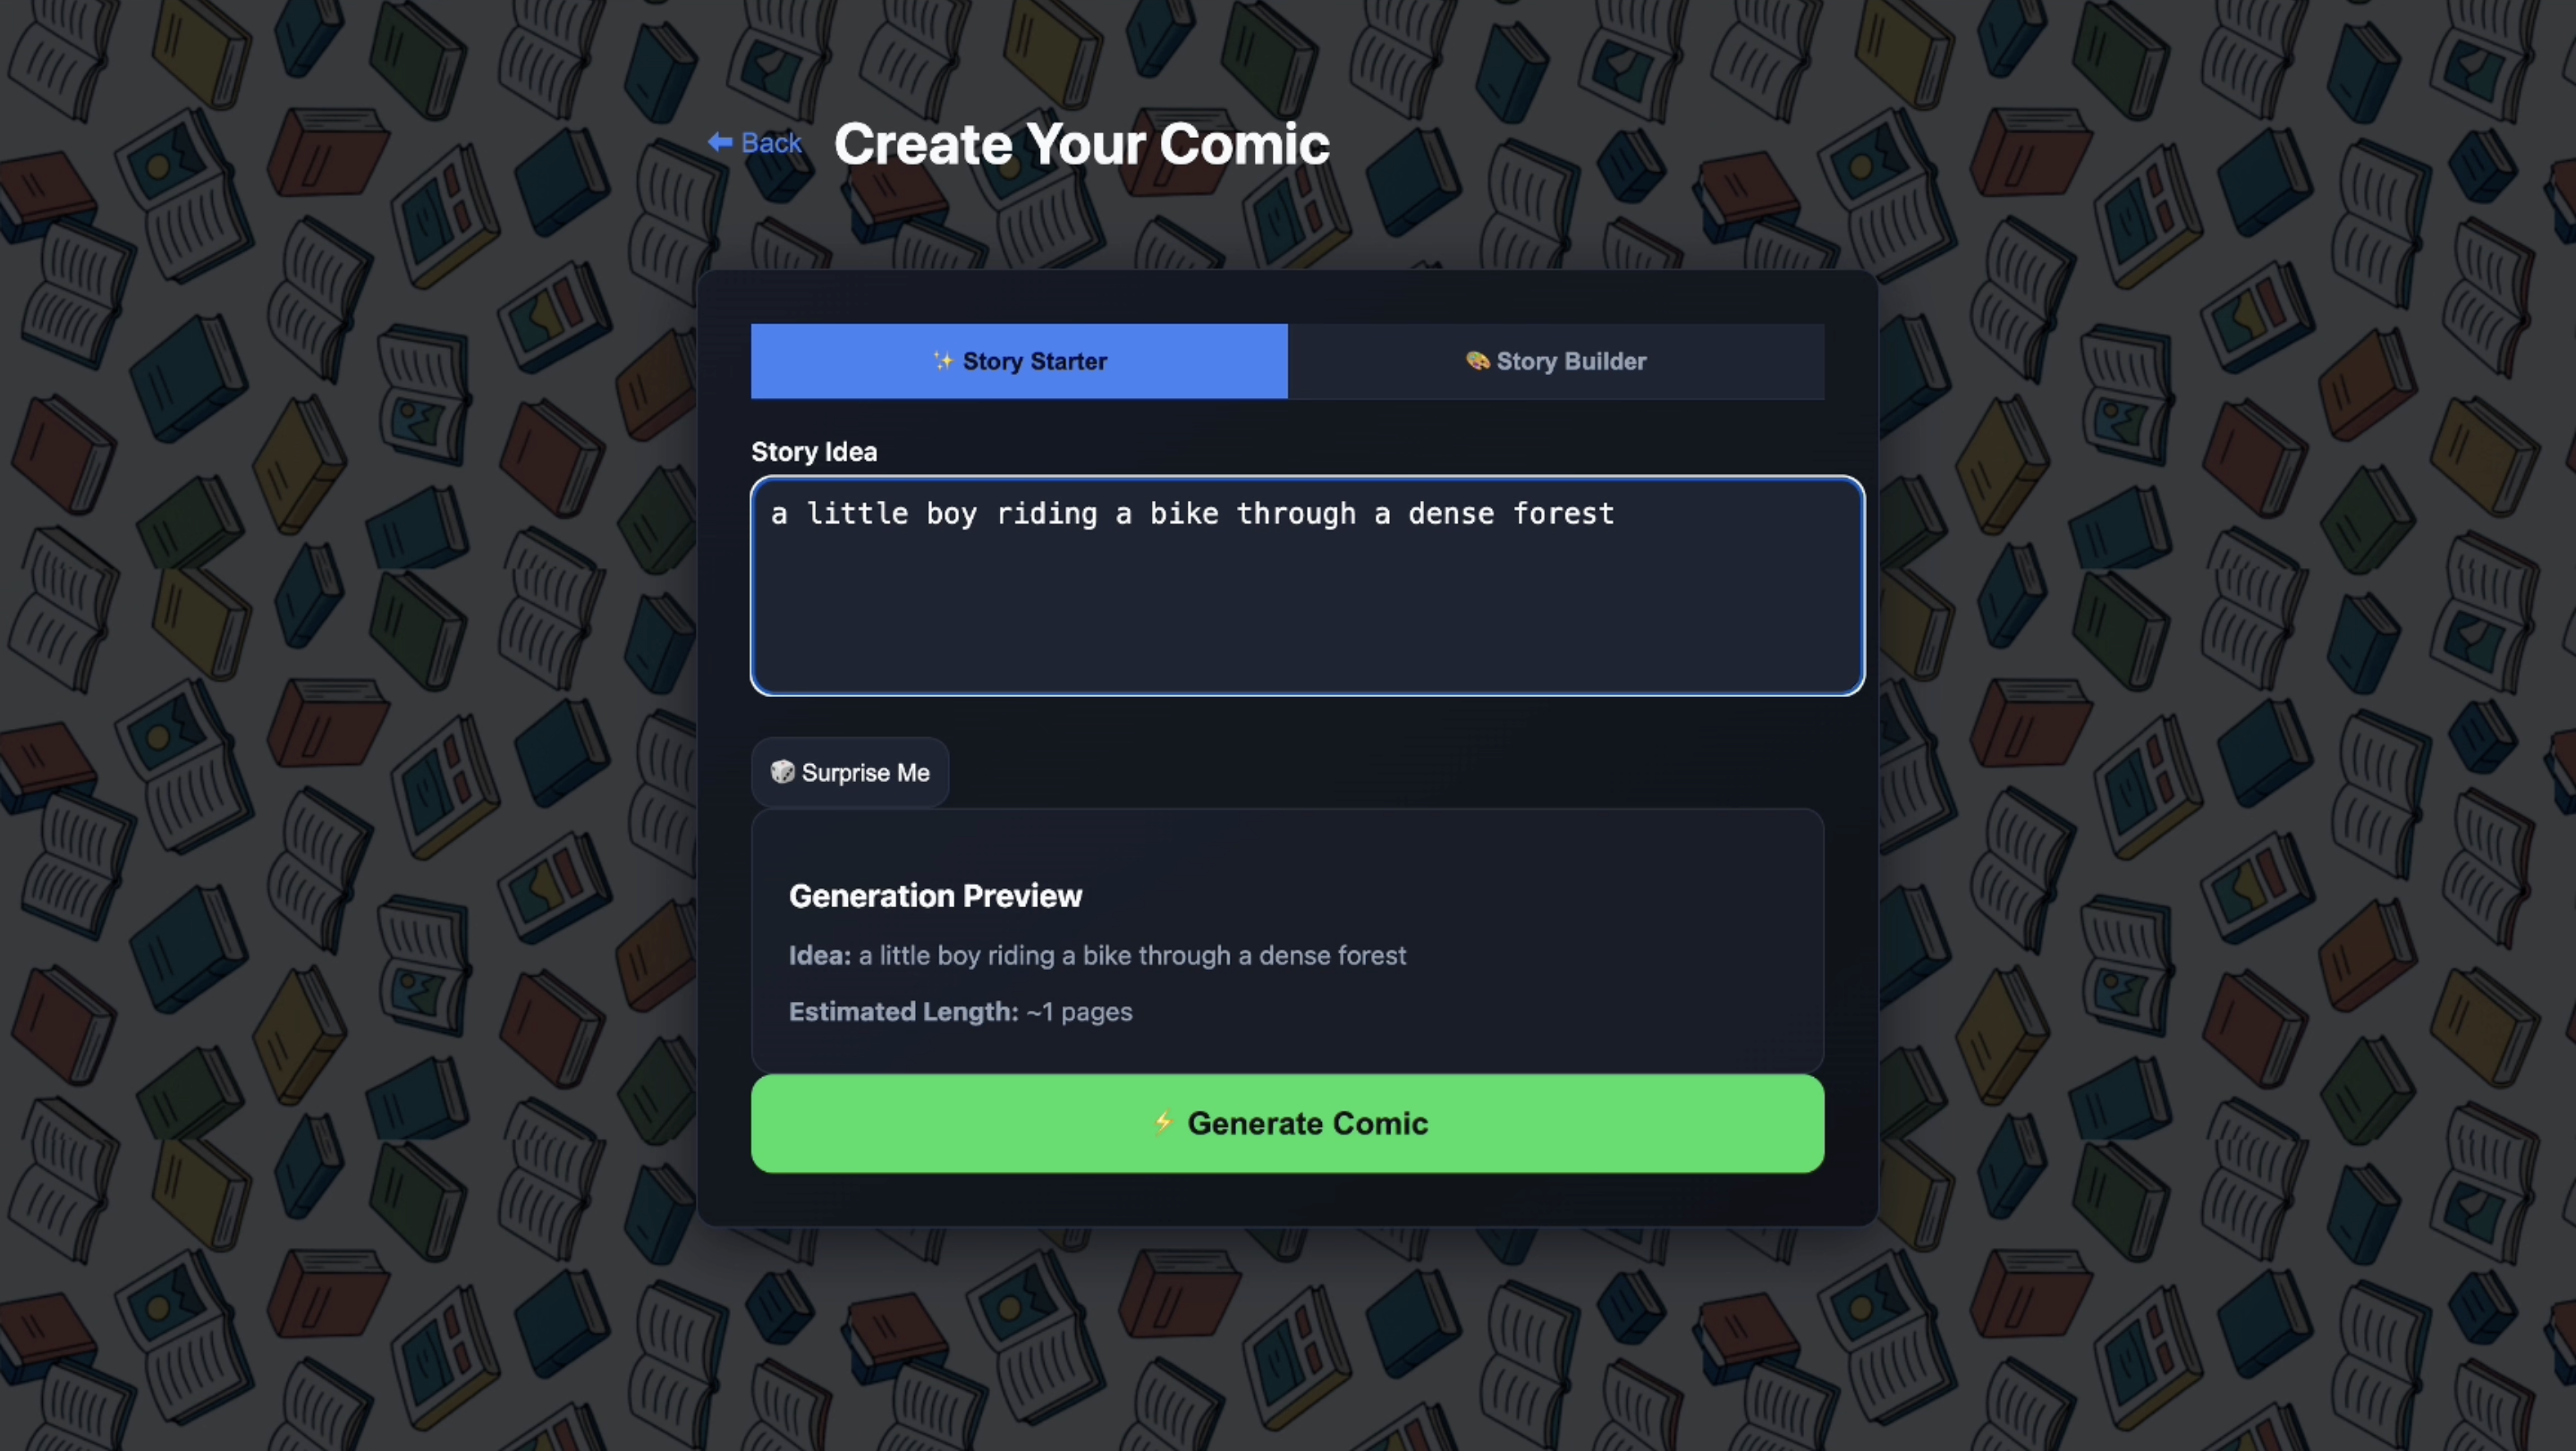 ⬅ Back
Create Your Comic
✨ Story Starter
🎨 Story Builder
Story Idea
a little boy riding a bike through a dense forest
🎲 Surprise Me
Generation Preview
Idea: a little boy riding a bike through a dense forest
Estimated Length: ~1 pages
⚡ Generate Comic